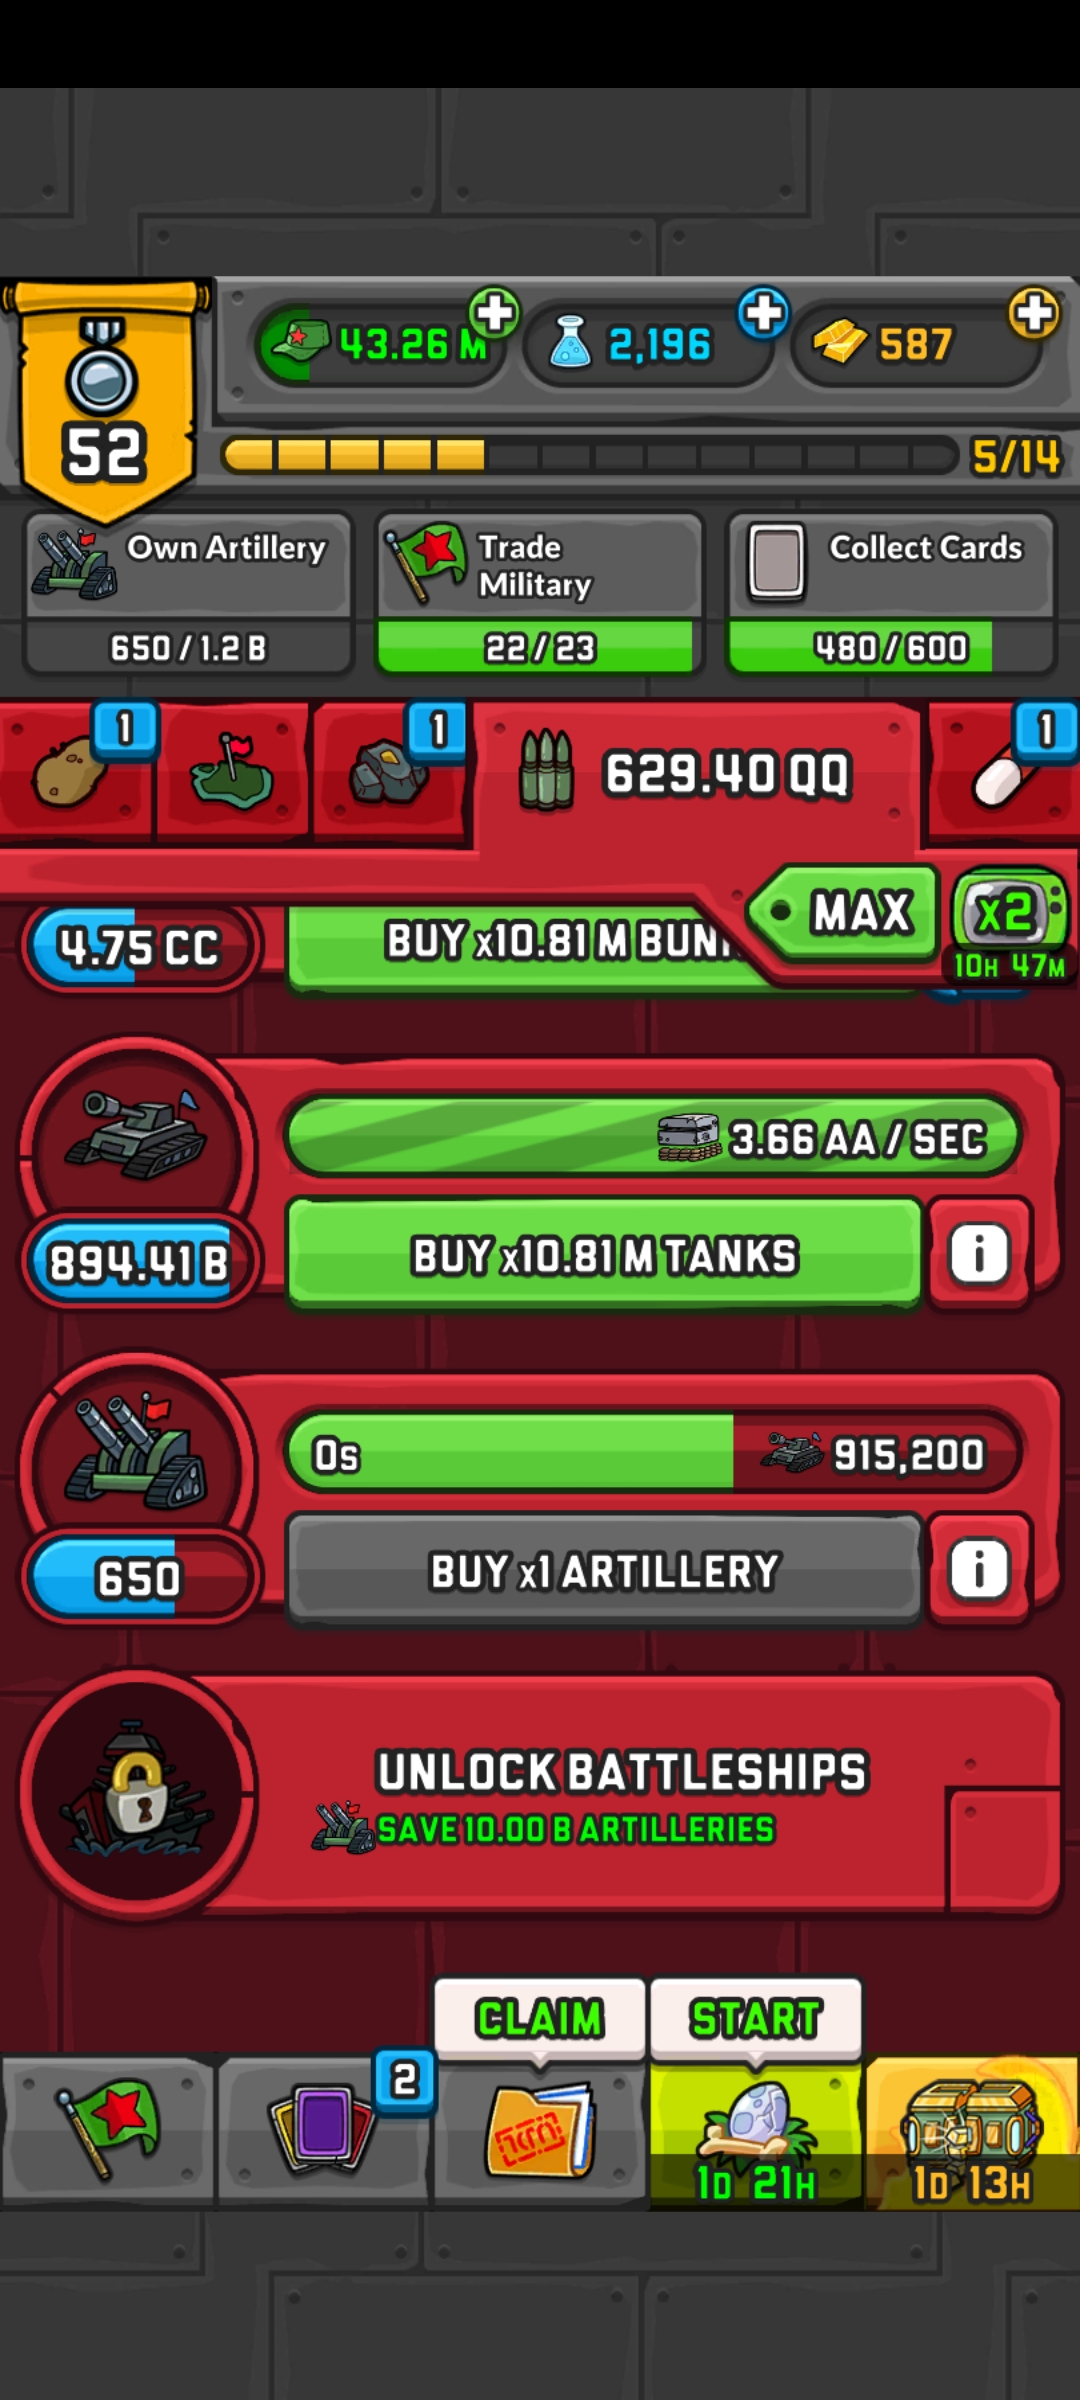 43.26 M
2,196
587
52
5/14
Own Artillery
650 / 1.2 B
Trade
Military
22 / 23
Collect Cards
480 / 600
1
1
629.40 QQ
1
MAX
x2
10H 47M
4.75 CC
BUY x10.81 M
3.66 AA / SEC
894.41 B
BUY x10.81 M TANKS
i
0s
915,200
650
BUY x1 ARTILLERY
i
UNLOCK BATTLESHIPS
SAVE 10.00 B ARTILLERIES
CLAIM
START
2
1D 21H
1D 13H